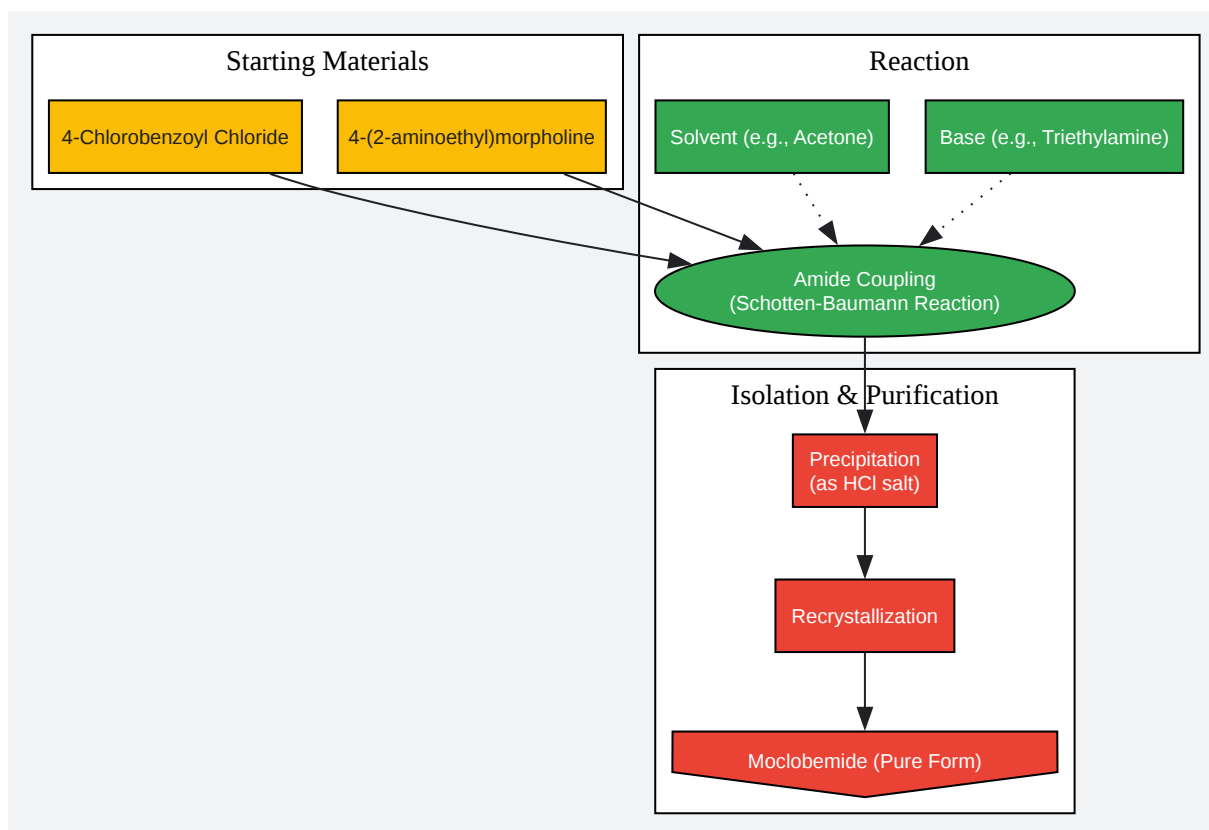 Starting Materials
4-Chlorobenzoyl Chloride
4-(2-aminoethyl)morpholine
Reaction
Solvent (e.g., Acetone)
Base (e.g., Triethylamine)
Amide Coupling
(Schotten-Baumann Reaction)
Isolation & Purification
Precipitation
(as HCl salt)
Recrystallization
Moclobemide (Pure Form)